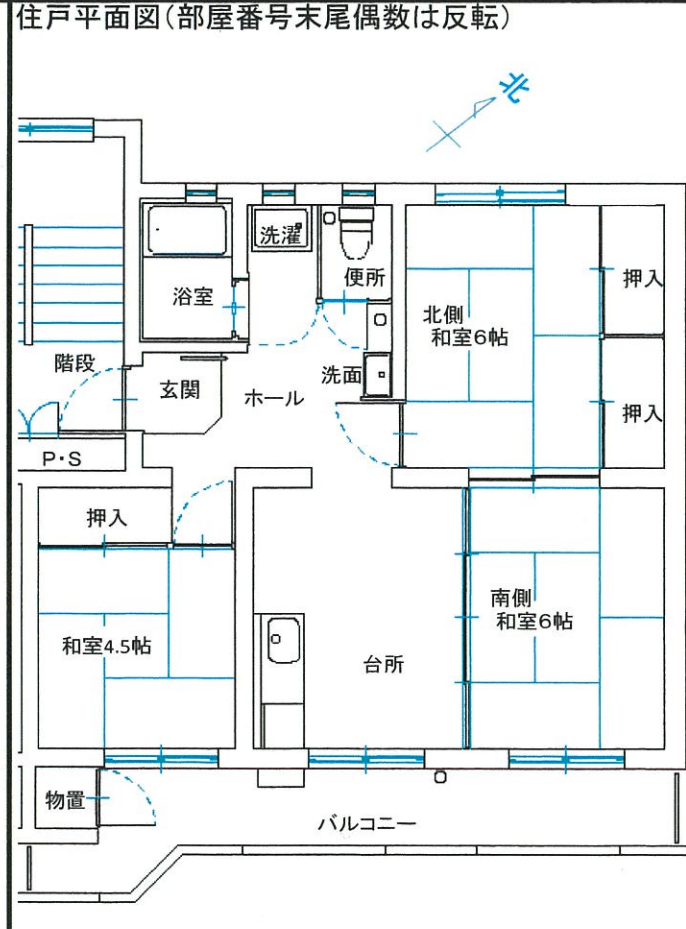 住戸平面図(部屋番号末尾偶数は反転)
北
洗濯
便所
浴室
押入
北側
和室6帖
階段
玄関
洗面
ホール
押入
P・S
押入
南側
和室6帖
和室4.5帖
台所
物置
バルコニー